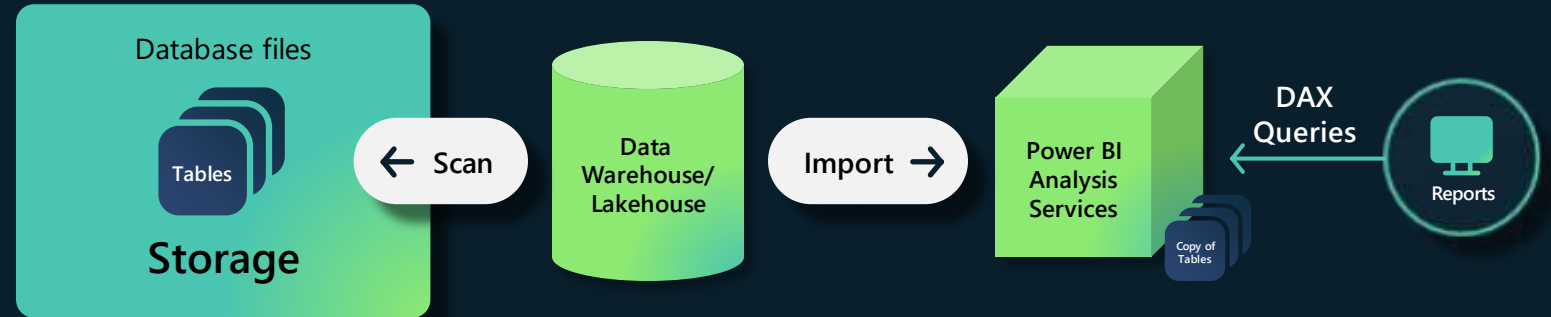 Database files
Tables
Storage
← Scan
Data
Warehouse/
Lakehouse
Import →
Power BI
Analysis
Services
Copy of
Tables
DAX
Queries
Reports